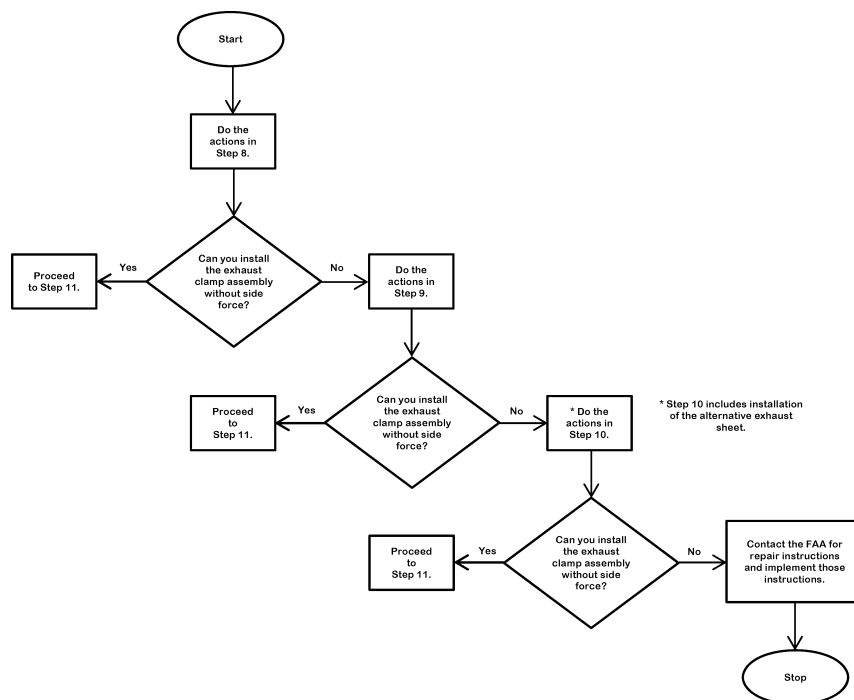 Start
Do the
actions in
Step 8.
Can you install
the exhaust
clamp assembly
without side
force?
Yes
No
Proceed
to Step 11.
Do the
actions in
Step 9.
Can you install
the exhaust
clamp assembly
without side
force?
Yes
No
Proceed
to
Step 11.
* Do the
actions in
Step 10.
* Step 10 includes installation
of the alternative exhaust
sheet.
Can you install
the exhaust
clamp assembly
without side
force?
Yes
No
Proceed
to
Step 11.
Contact the FAA for
repair instructions
and implement those
instructions.
Stop